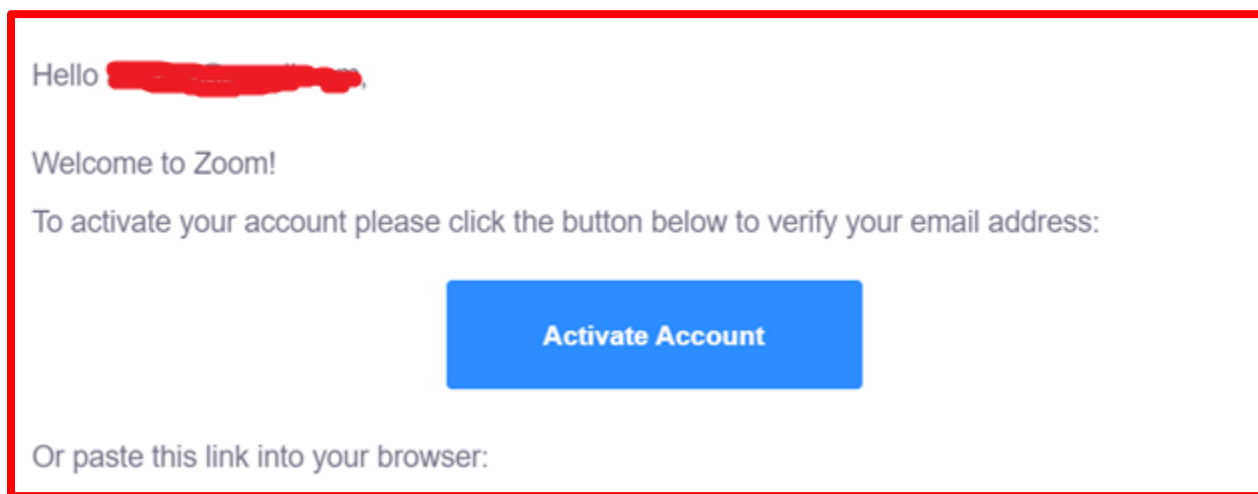 Hello
Welcome to Zoom!
To activate your account please click the button below to verify your email address:
Activate Account
Or paste this link into your browser: